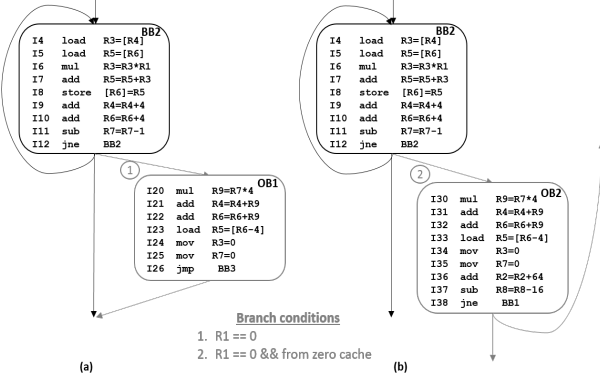 BB2
I4 load R3=[R4]
I5 load R5=[R6]
I6 mul R3=R3*R1
I7 add R5=R5+R3
I8 store [R6]=R5
I9 add R4=R4+4
I10 add R6=R6+4
I11 sub R7=R7-1
I12 jne BB2
1
OB1
I20 mul R9=R7*4
I21 add R4=R4+R9
I22 add R6=R6+R9
I23 load R5=[R6-4]
I24 mov R3=0
I25 mov R7=0
I26 jmp BB3
(a)
BB2
I4 load R3=[R4]
I5 load R5=[R6]
I6 mul R3=R3*R1
I7 add R5=R5+R3
I8 store [R6]=R5
I9 add R4=R4+4
I10 add R6=R6+4
I11 sub R7=R7-1
I12 jne BB2
2
OB2
I30 mul R9=R7*4
I31 add R4=R4+R9
I32 add R6=R6+R9
I33 load R5=[R6-4]
I34 mov R3=0
I35 mov R7=0
I36 add R2=R2+64
I37 sub R8=R8-16
I38 jne BB1
(b)
Branch conditions
1. R1 == 0
2. R1 == 0 && from zero cache